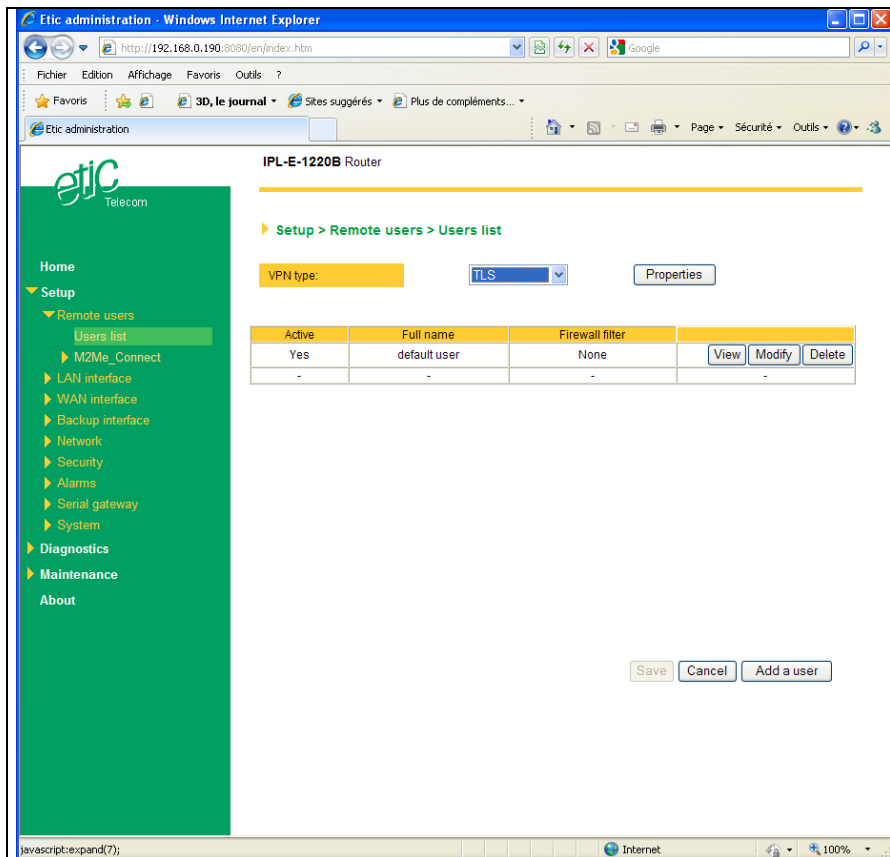 Etic administration - Windows Internet Explorer
http://192.168.0.190:8080/en/index.htm
Google
Fichier Edition Affichage Favoris Outils ?
Favoris 3D, le journal Sites suggérés Plus de compléments...
Etic administration
Page Sécurité Outils
etic
Telecom
IPL-E-1220B Router
Setup > Remote users > Users list
Home
Setup
Remote users
Users list
M2Me_Connect
LAN interface
WAN interface
Backup interface
Network
Security
Alarms
Serial gateway
System
Diagnostics
Maintenance
About
VPN type: TLS Properties
Active Full name Firewall filter
Yes default user None View Modify Delete
- - - -
Save Cancel Add a user
javascript:expand(7); Internet 100%